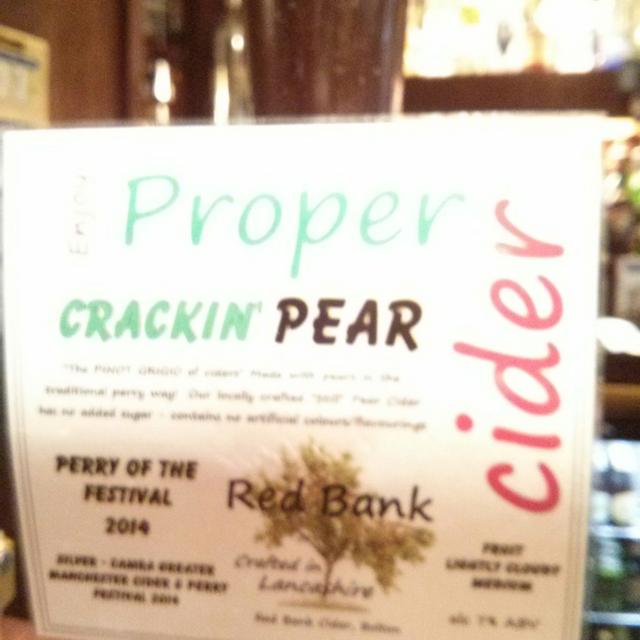 Enjoy
Proper
cider
CRACKIN' PEAR
"The PINOT GRIGIO of ciders" Made with pears in the
traditional perry way! Our locally crafted "Still" Pear Cider
has no added sugar - contains no artificial colours/flavourings
PERRY OF THE
FESTIVAL
2014
SILVER - CAMRA GREATER
MANCHESTER CIDER & PERRY
FESTIVAL 2014
Red Bank
Crafted in
Lancashire
Red Bank Cider, Bolton
FRUIT
LIGHTLY CLOUDY
MEDIUM
alc 7% ABV